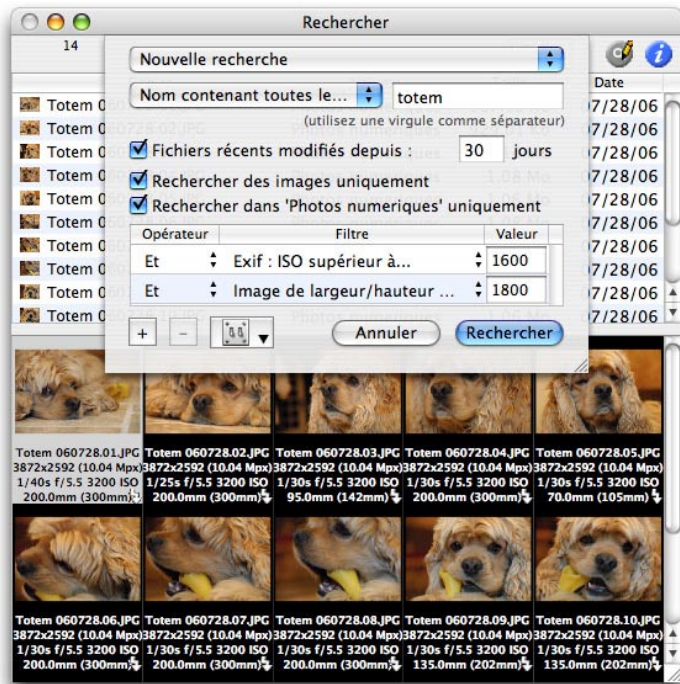 Rechercher
14
Nouvelle recherche
Nom contenant toutes le...
totem
(utilisez une virgule comme séparateur)
Date
Fichiers récents modifiés depuis : 30 jours
Rechercher des images uniquement
Rechercher dans 'Photos numeriques' uniquement
Opérateur Filtre Valeur
Et Exif : ISO supérieur à... 1600
Et Image de largeur/hauteur ... 1800
+ - Annuler Rechercher
Totem 0 07/28/06
Totem 0 07/28/06
Totem 0 07/28/06
Totem 0 07/28/06
Totem 0 07/28/06
Totem 0 07/28/06
Totem 0 07/28/06
Totem 0 07/28/06
Totem 0 07/28/06
Totem 0 07/28/06
Totem 060728.01.JPG
3872x2592 (10.04 Mpx)
1/40s f/5.5 3200 ISO
200.0mm (300mm)
Totem 060728.02.JPG
3872x2592 (10.04 Mpx)
1/25s f/5.5 3200 ISO
200.0mm (300mm)
Totem 060728.03.JPG
3872x2592 (10.04 Mpx)
1/30s f/5.5 3200 ISO
95.0mm (142mm)
Totem 060728.04.JPG
3872x2592 (10.04 Mpx)
1/30s f/5.5 3200 ISO
200.0mm (300mm)
Totem 060728.05.JPG
3872x2592 (10.04 Mpx)
1/30s f/5.5 3200 ISO
70.0mm (105mm)
Totem 060728.06.JPG
3872x2592 (10.04 Mpx)
1/30s f/5.5 3200 ISO
200.0mm (300mm)
Totem 060728.07.JPG
3872x2592 (10.04 Mpx)
1/30s f/5.5 3200 ISO
200.0mm (300mm)
Totem 060728.08.JPG
3872x2592 (10.04 Mpx)
1/30s f/5.5 3200 ISO
200.0mm (300mm)
Totem 060728.09.JPG
3872x2592 (10.04 Mpx)
1/30s f/5.5 3200 ISO
135.0mm (202mm)
Totem 060728.10.JPG
3872x2592 (10.04 Mpx)
1/30s f/5.5 3200 ISO
135.0mm (202mm)